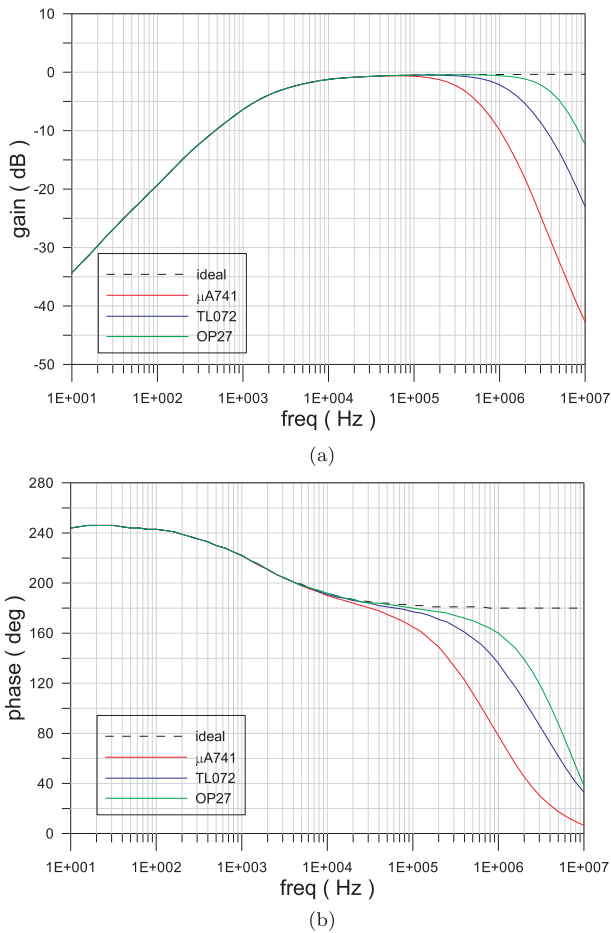 10
0
-10
-20
-30
-40
-50
gain ( dB )
ideal
μA741
TL072
OP27
1E+001 1E+002 1E+003 1E+004 1E+005 1E+006 1E+007
freq ( Hz )
(a)
280
240
200
160
120
80
40
0
phase ( deg )
ideal
μA741
TL072
OP27
1E+001 1E+002 1E+003 1E+004 1E+005 1E+006 1E+007
freq ( Hz )
(b)